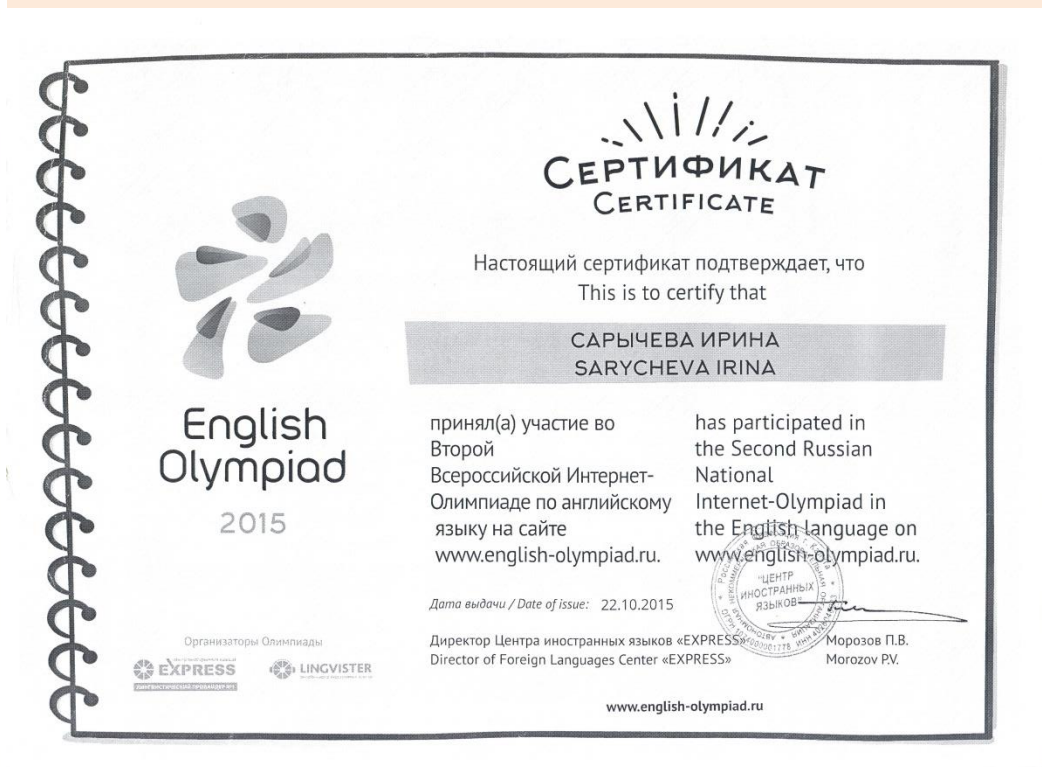 СЕРТИФИКАТ
CERTIFICATE
Настоящий сертификат подтверждает, что
This is to certify that
САРЫЧЕВА ИРИНА
SARYCHEVA IRINA
English
Olympiad
2015
принял(а) участие во
Второй
Всероссийской Интернет-
Олимпиаде по английскому
языку на сайте
www.english-olympiad.ru.
has participated in
the Second Russian
National
Internet-Olympiad in
the English language on
www.english-olympiad.ru.
"ЦЕНТР
ИНОСТРАННЫХ
ЯЗЫКОВ"
Дата выдачи / Date of issue: 22.10.2015
Директор Центра иностранных языков «EXPRESS»
Director of Foreign Languages Center «EXPRESS»
Морозов П.В.
Morozov P.V.
Организаторы Олимпиады
EXPRESS
ЛИНГВИСТИЧЕСКИЙ ПРОВАЙДЕР №1
LINGVISTER
www.english-olympiad.ru